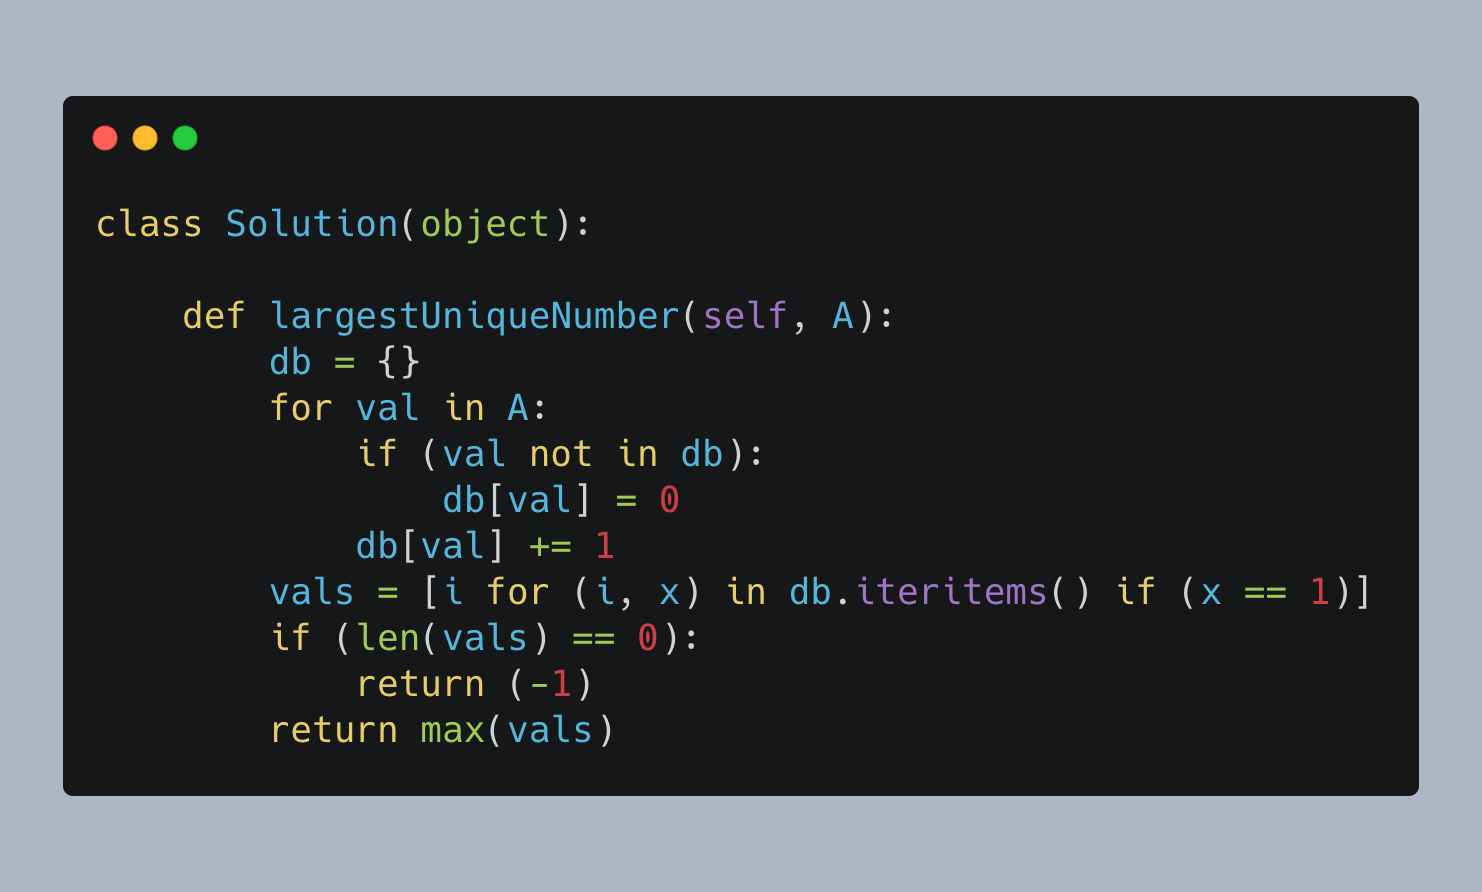 class Solution(object):

    def largestUniqueNumber(self, A):
        db = {}
        for val in A:
            if (val not in db):
                db[val] = 0
            db[val] += 1
        vals = [i for (i, x) in db.iteritems() if (x == 1)]
        if (len(vals) == 0):
            return (-1)
        return max(vals)